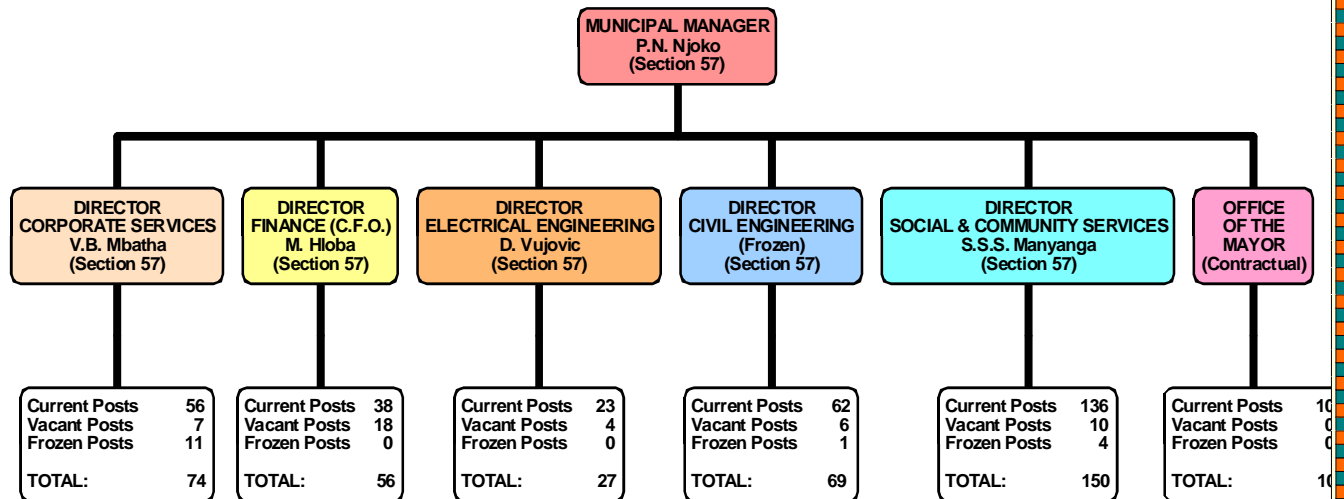 MUNICIPAL MANAGER
P.N. Njoko
(Section 57)
DIRECTOR
CORPORATE SERVICES
V.B. Mbatha
(Section 57)
DIRECTOR
FINANCE (C.F.O.)
M. Hloba
(Section 57)
DIRECTOR
ELECTRICAL ENGINEERING
D. Vujovic
(Section 57)
DIRECTOR
CIVIL ENGINEERING
(Frozen)
(Section 57)
DIRECTOR
SOCIAL & COMMUNITY SERVICES
S.S.S. Manyanga
(Section 57)
OFFICE
OF THE
MAYOR
(Contractual)
Current Posts 56
Vacant Posts 7
Frozen Posts 11
TOTAL: 74
Current Posts 38
Vacant Posts 18
Frozen Posts 0
TOTAL: 56
Current Posts 23
Vacant Posts 4
Frozen Posts 0
TOTAL: 27
Current Posts 62
Vacant Posts 6
Frozen Posts 1
TOTAL: 69
Current Posts 136
Vacant Posts 10
Frozen Posts 4
TOTAL: 150
Current Posts 10
Vacant Posts 0
Frozen Posts 0
TOTAL: 10